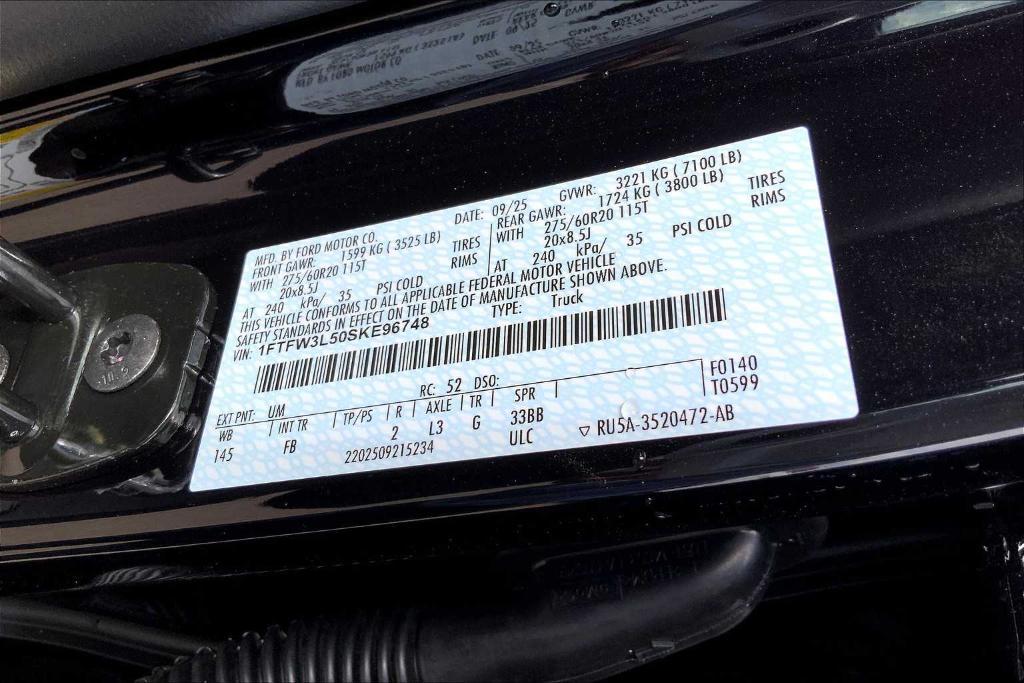 MFD. BY FORD MOTOR CO. DATE: 09/25 GVWR: 3221 KG ( 7100 LB)
FRONT GAWR: 1599 KG ( 3525 LB) REAR GAWR: 1724 KG ( 3800 LB)
WITH 275/60R20 115T TIRES WITH 275/60R20 115T TIRES
20x8.5J RIMS 20x8.5J RIMS
AT 240 kPa/ 35 PSI COLD AT 240 kPa/ 35 PSI COLD
THIS VEHICLE CONFORMS TO ALL APPLICABLE FEDERAL MOTOR VEHICLE
SAFETY STANDARDS IN EFFECT ON THE DATE OF MANUFACTURE SHOWN ABOVE.
VIN: 1FTFW3L50SKE96748 TYPE: Truck
EXT PNT: UM RC: 52 DSO:
WB INT TR TP/PS R AXLE TR SPR F0140
145 FB 2 L3 G 33BB T0599
2202509215234 ULC ▽ RU5A-3520472-AB
10.9